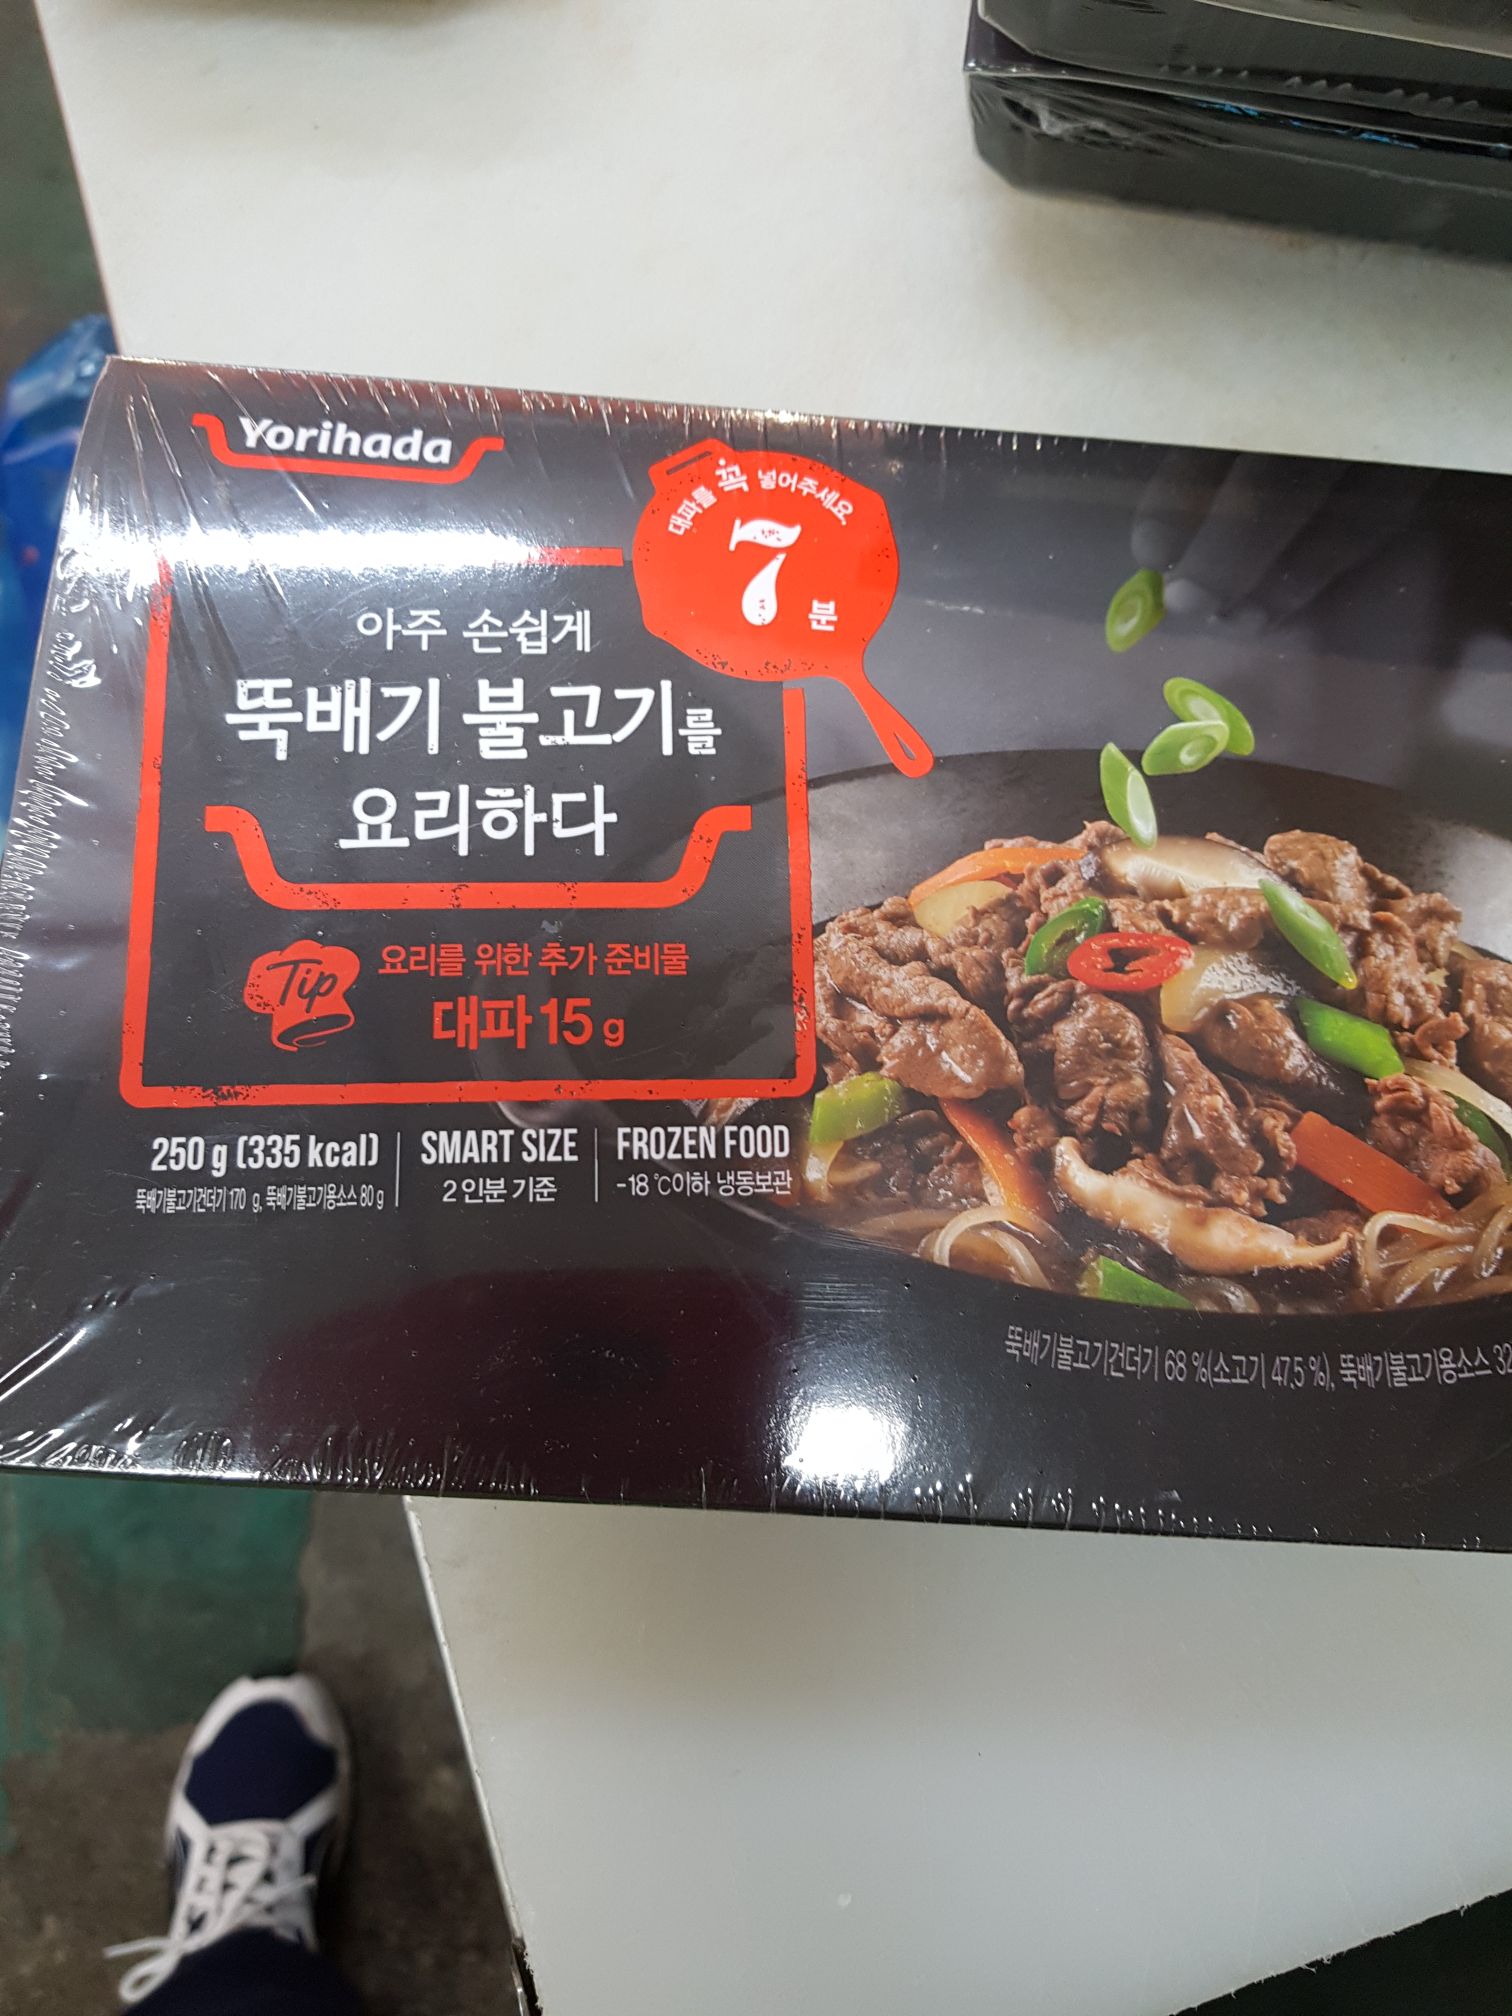 Yorihada
대파를 꼭 넣어주세요.
7분
아주 손쉽게
뚝배기 불고기를
요리하다
Tip
요리를 위한 추가 준비물
대파 15 g
250 g (335 kcal)
뚝배기불고기건더기 170 g, 뚝배기불고기용소스 80 g
SMART SIZE
2인분 기준
FROZEN FOOD
-18 ℃이하 냉동보관
뚝배기불고기건더기 68 %(소고기 47.5 %), 뚝배기불고기용소스 32